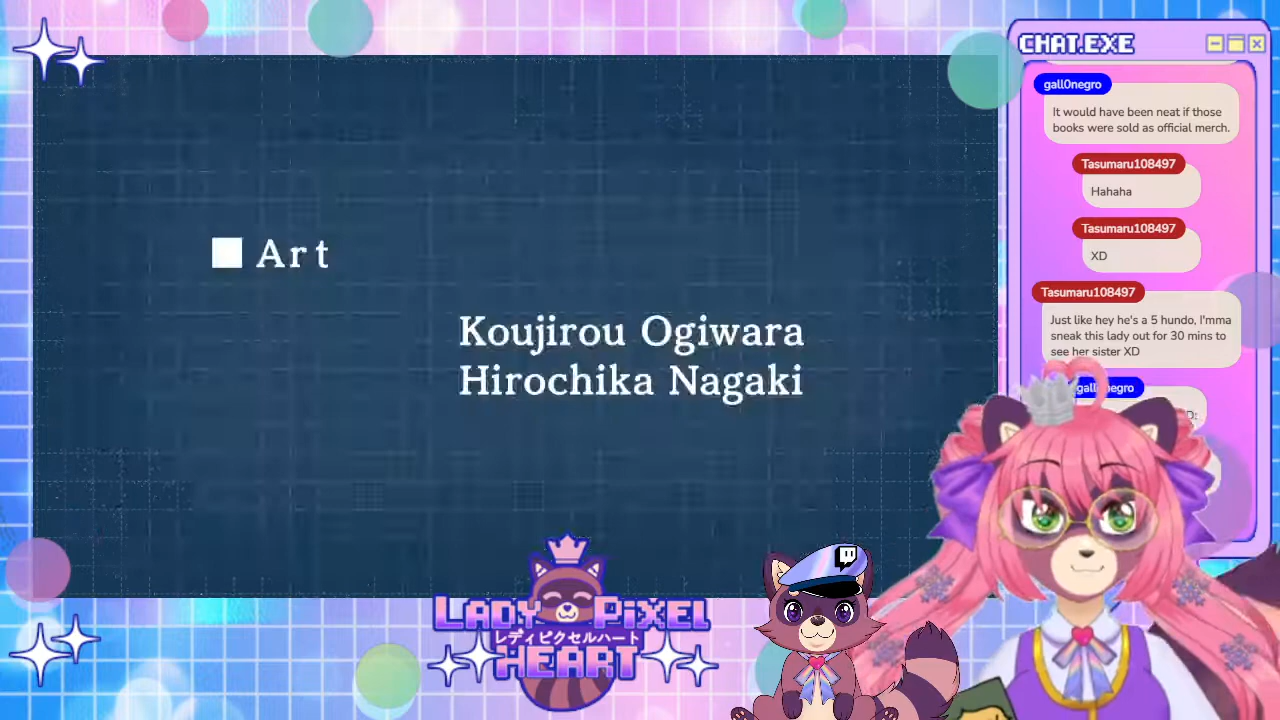 CHAT.EXE
gall0negro
It would have been neat if those
books were sold as official merch.
Tasumaru108497
Hahaha
Tasumaru108497
XD
Tasumaru108497
Just like hey he's a 5 hundo, I'mma
sneak this lady out for 30 mins to
see her sister XD
D:
■ Art
Koujirou Ogiwara
Hirochika Nagaki
LADY PIXEL
レディピクセルハート
HEART